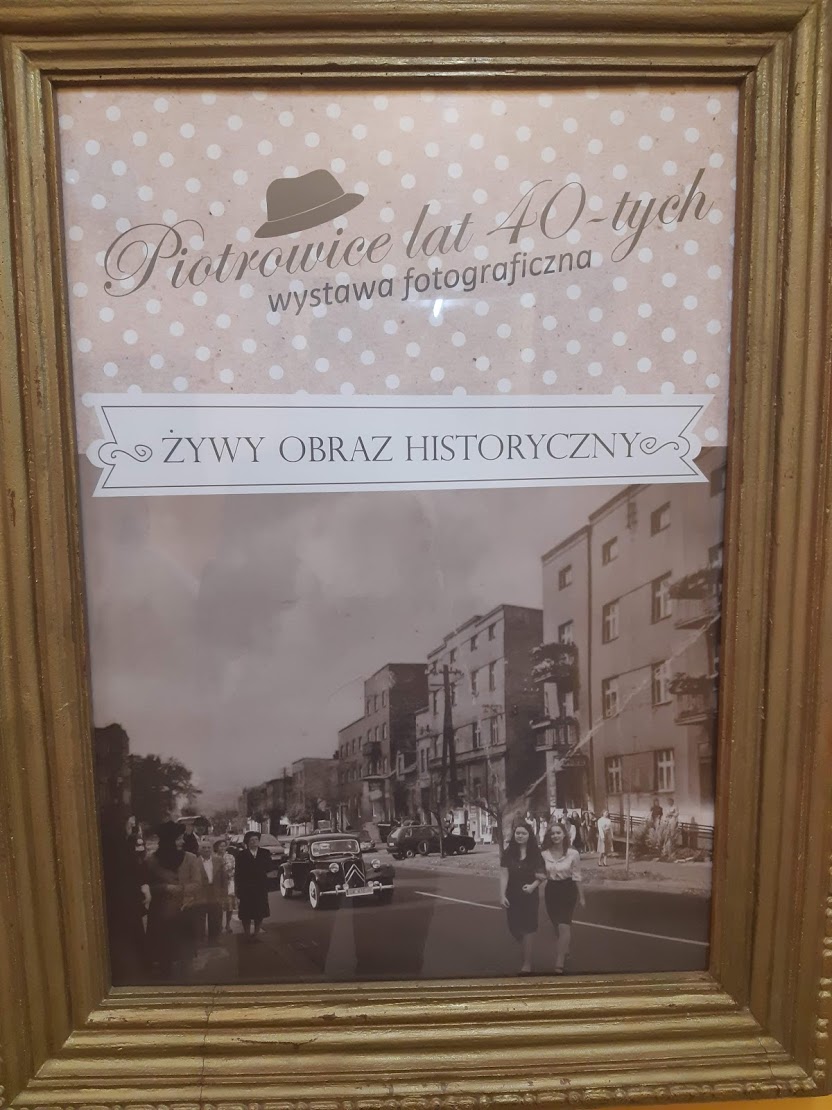 Piotrowice lat 40-tych
wystawa fotograficzna
ŻYWY OBRAZ HISTORYCZNY